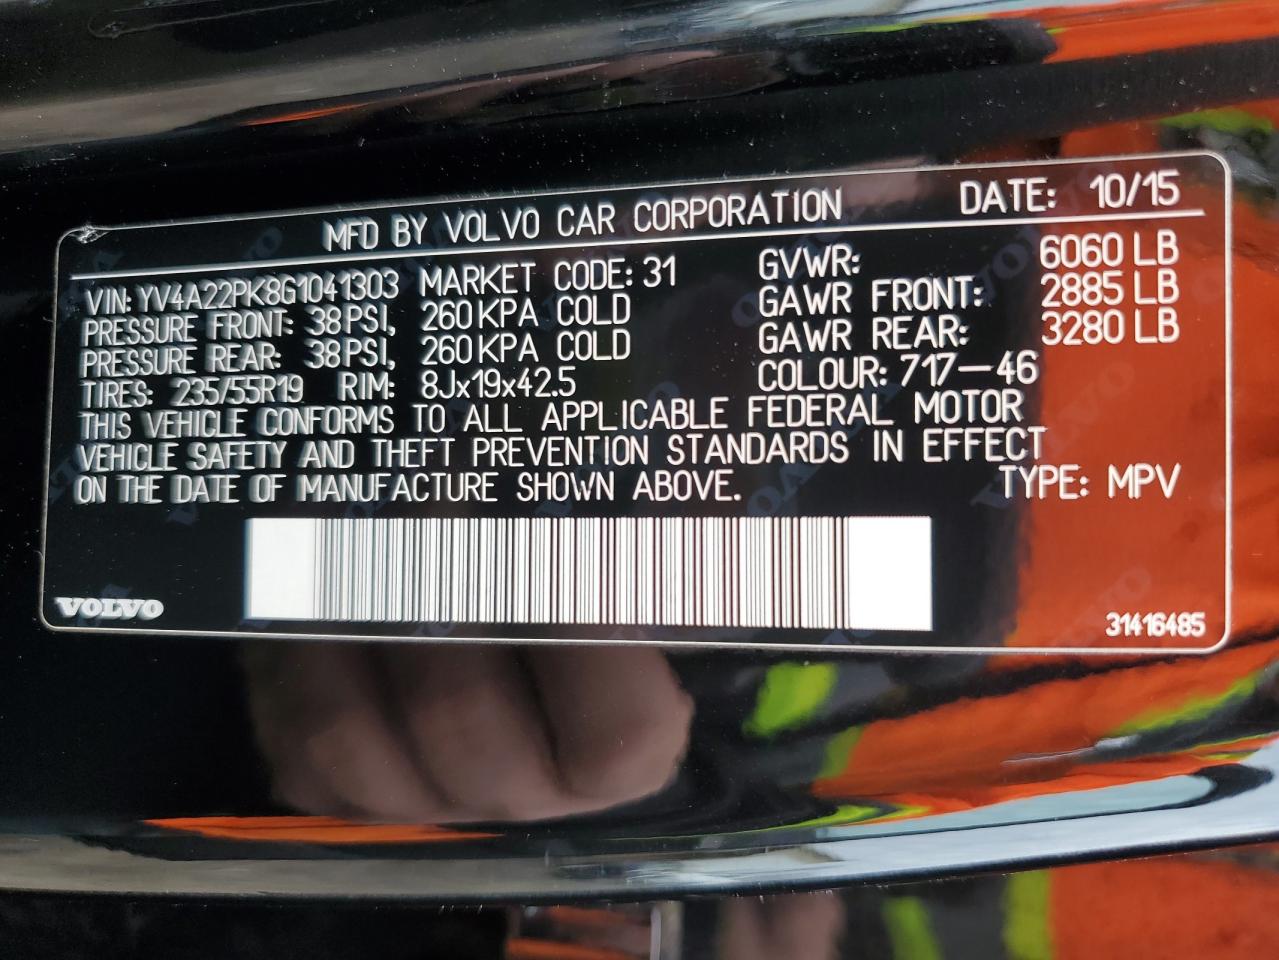 MFD BY VOLVO CAR CORPORATION DATE: 10/15
VIN: YV4A22PK8G1041303 MARKET CODE: 31 GVWR: 6060 LB
PRESSURE FRONT: 38 PSI, 260 KPA COLD GAWR FRONT: 2885 LB
PRESSURE REAR: 38 PSI, 260 KPA COLD GAWR REAR: 3280 LB
TIRES: 235/55R19 RIM: 8Jx19x42.5 COLOUR: 717-46
THIS VEHICLE CONFORMS TO ALL APPLICABLE FEDERAL MOTOR
VEHICLE SAFETY AND THEFT PREVENTION STANDARDS IN EFFECT
ON THE DATE OF MANUFACTURE SHOWN ABOVE. TYPE: MPV
VOLVO 31416485